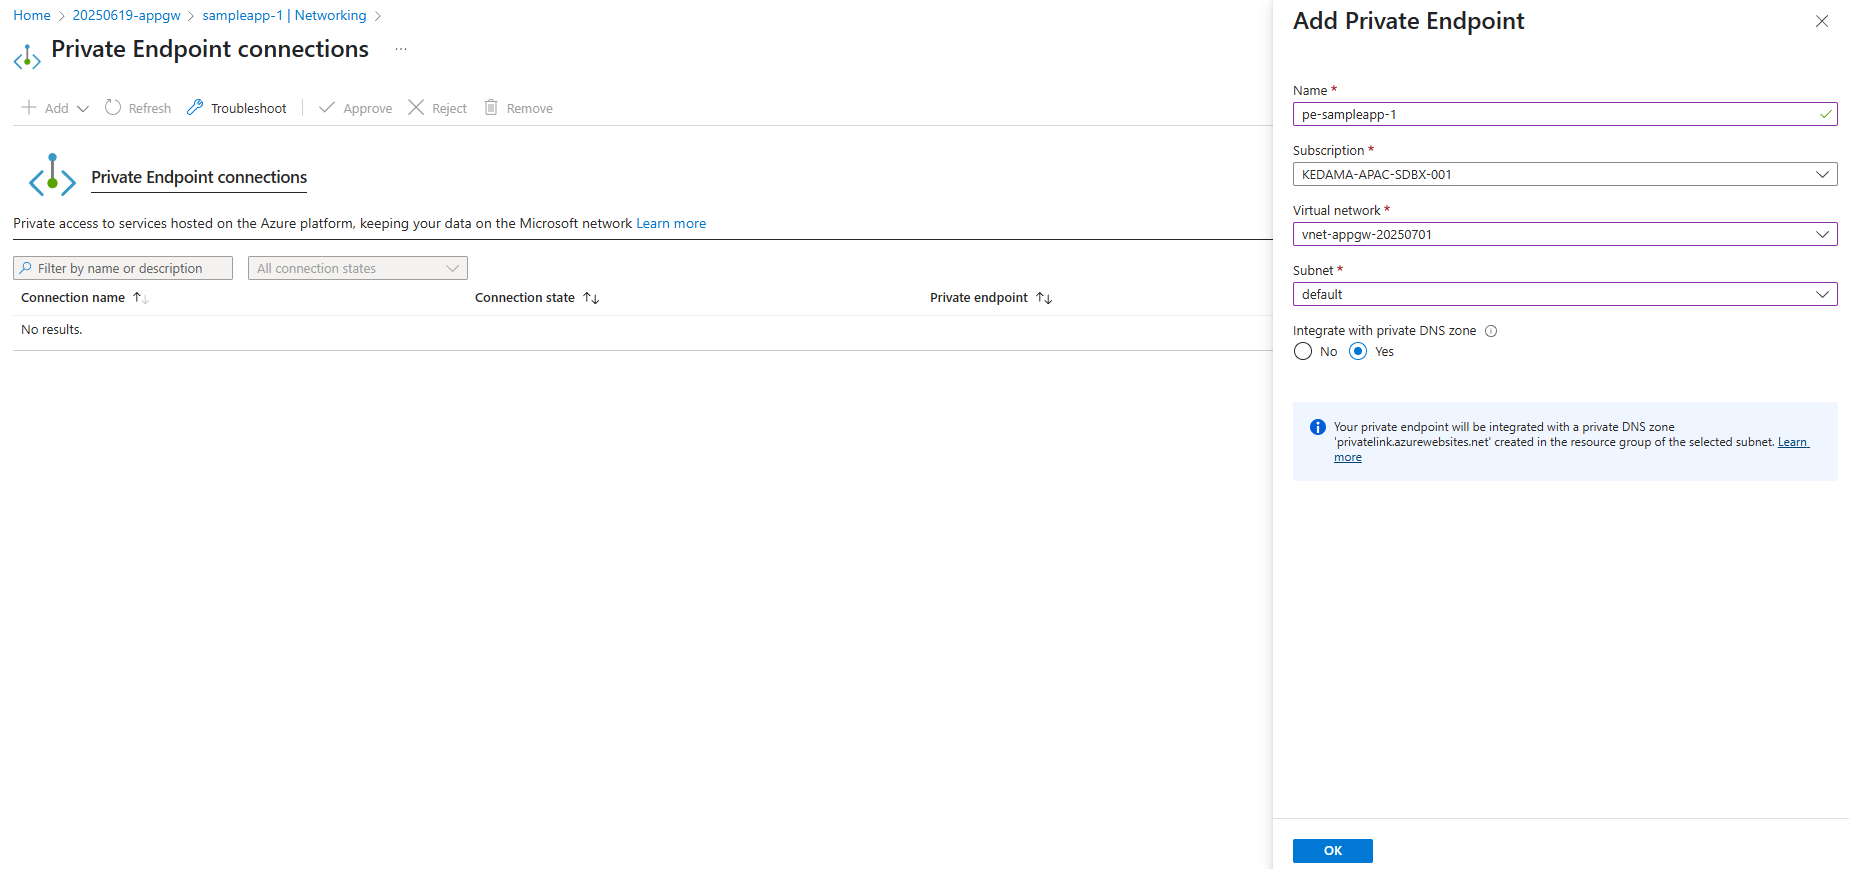 Home > 20250619-appgw > sampleapp-1 | Networking >
Private Endpoint connections ...
Add Refresh Troubleshoot Approve Reject Remove
Private Endpoint connections
Private access to services hosted on the Azure platform, keeping your data on the Microsoft network Learn more
Filter by name or description All connection states
Connection name Connection state Private endpoint
No results.
Add Private Endpoint
Name *
pe-sampleapp-1
Subscription *
KEDAMA-APAC-SDBX-001
Virtual network *
vnet-appgw-20250701
Subnet *
default
Integrate with private DNS zone
No Yes
Your private endpoint will be integrated with a private DNS zone
'privatelink.azurewebsites.net' created in the resource group of the selected subnet. Learn
more
OK